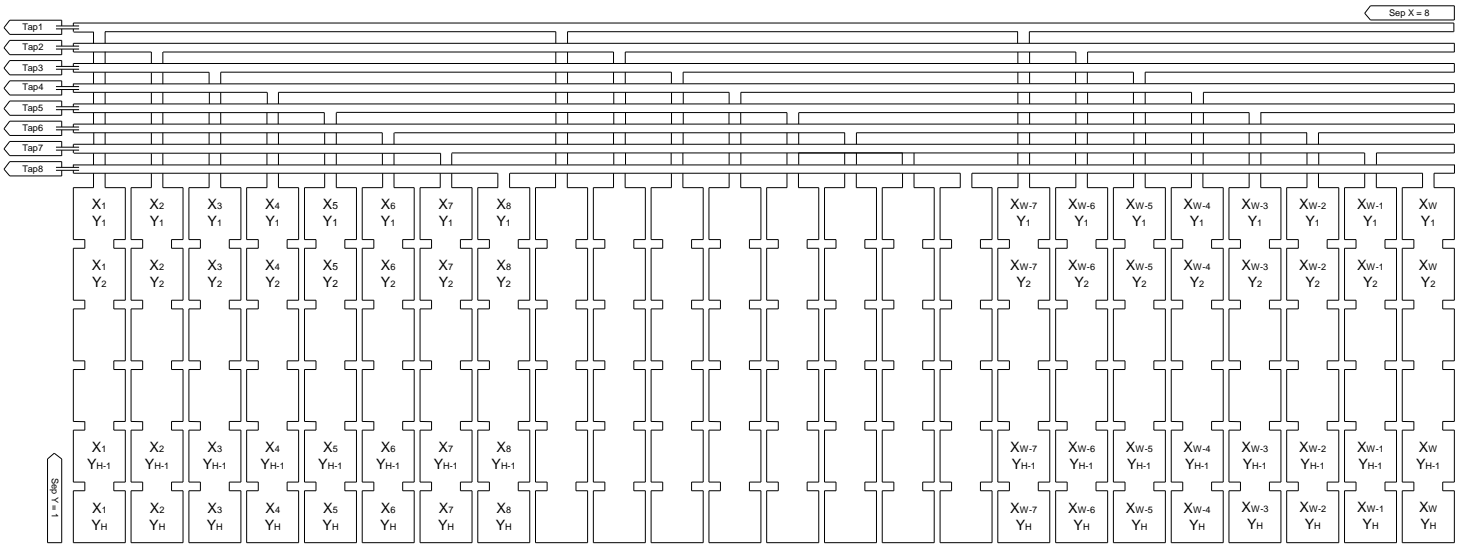 Sep X = 8
Tap1
Tap2
Tap3
Tap4
Tap5
Tap6
Tap7
Tap8
X1 X2 X3 X4 X5 X6 X7 X8 XW-7 XW-6 XW-5 XW-4 XW-3 XW-2 XW-1 XW
Y1 Y1 Y1 Y1 Y1 Y1 Y1 Y1 Y1 Y1 Y1 Y1 Y1 Y1 Y1 Y1
X1 X2 X3 X4 X5 X6 X7 X8 XW-7 XW-6 XW-5 XW-4 XW-3 XW-2 XW-1 XW
Y2 Y2 Y2 Y2 Y2 Y2 Y2 Y2 Y2 Y2 Y2 Y2 Y2 Y2 Y2 Y2
X1 X2 X3 X4 X5 X6 X7 X8 XW-7 XW-6 XW-5 XW-4 XW-3 XW-2 XW-1 XW
YH-1 YH-1 YH-1 YH-1 YH-1 YH-1 YH-1 YH-1 YH-1 YH-1 YH-1 YH-1 YH-1 YH-1 YH-1 YH-1
Sep Y = 1
X1 X2 X3 X4 X5 X6 X7 X8 XW-7 XW-6 XW-5 XW-4 XW-3 XW-2 XW-1 XW
YH YH YH YH YH YH YH YH YH YH YH YH YH YH YH YH